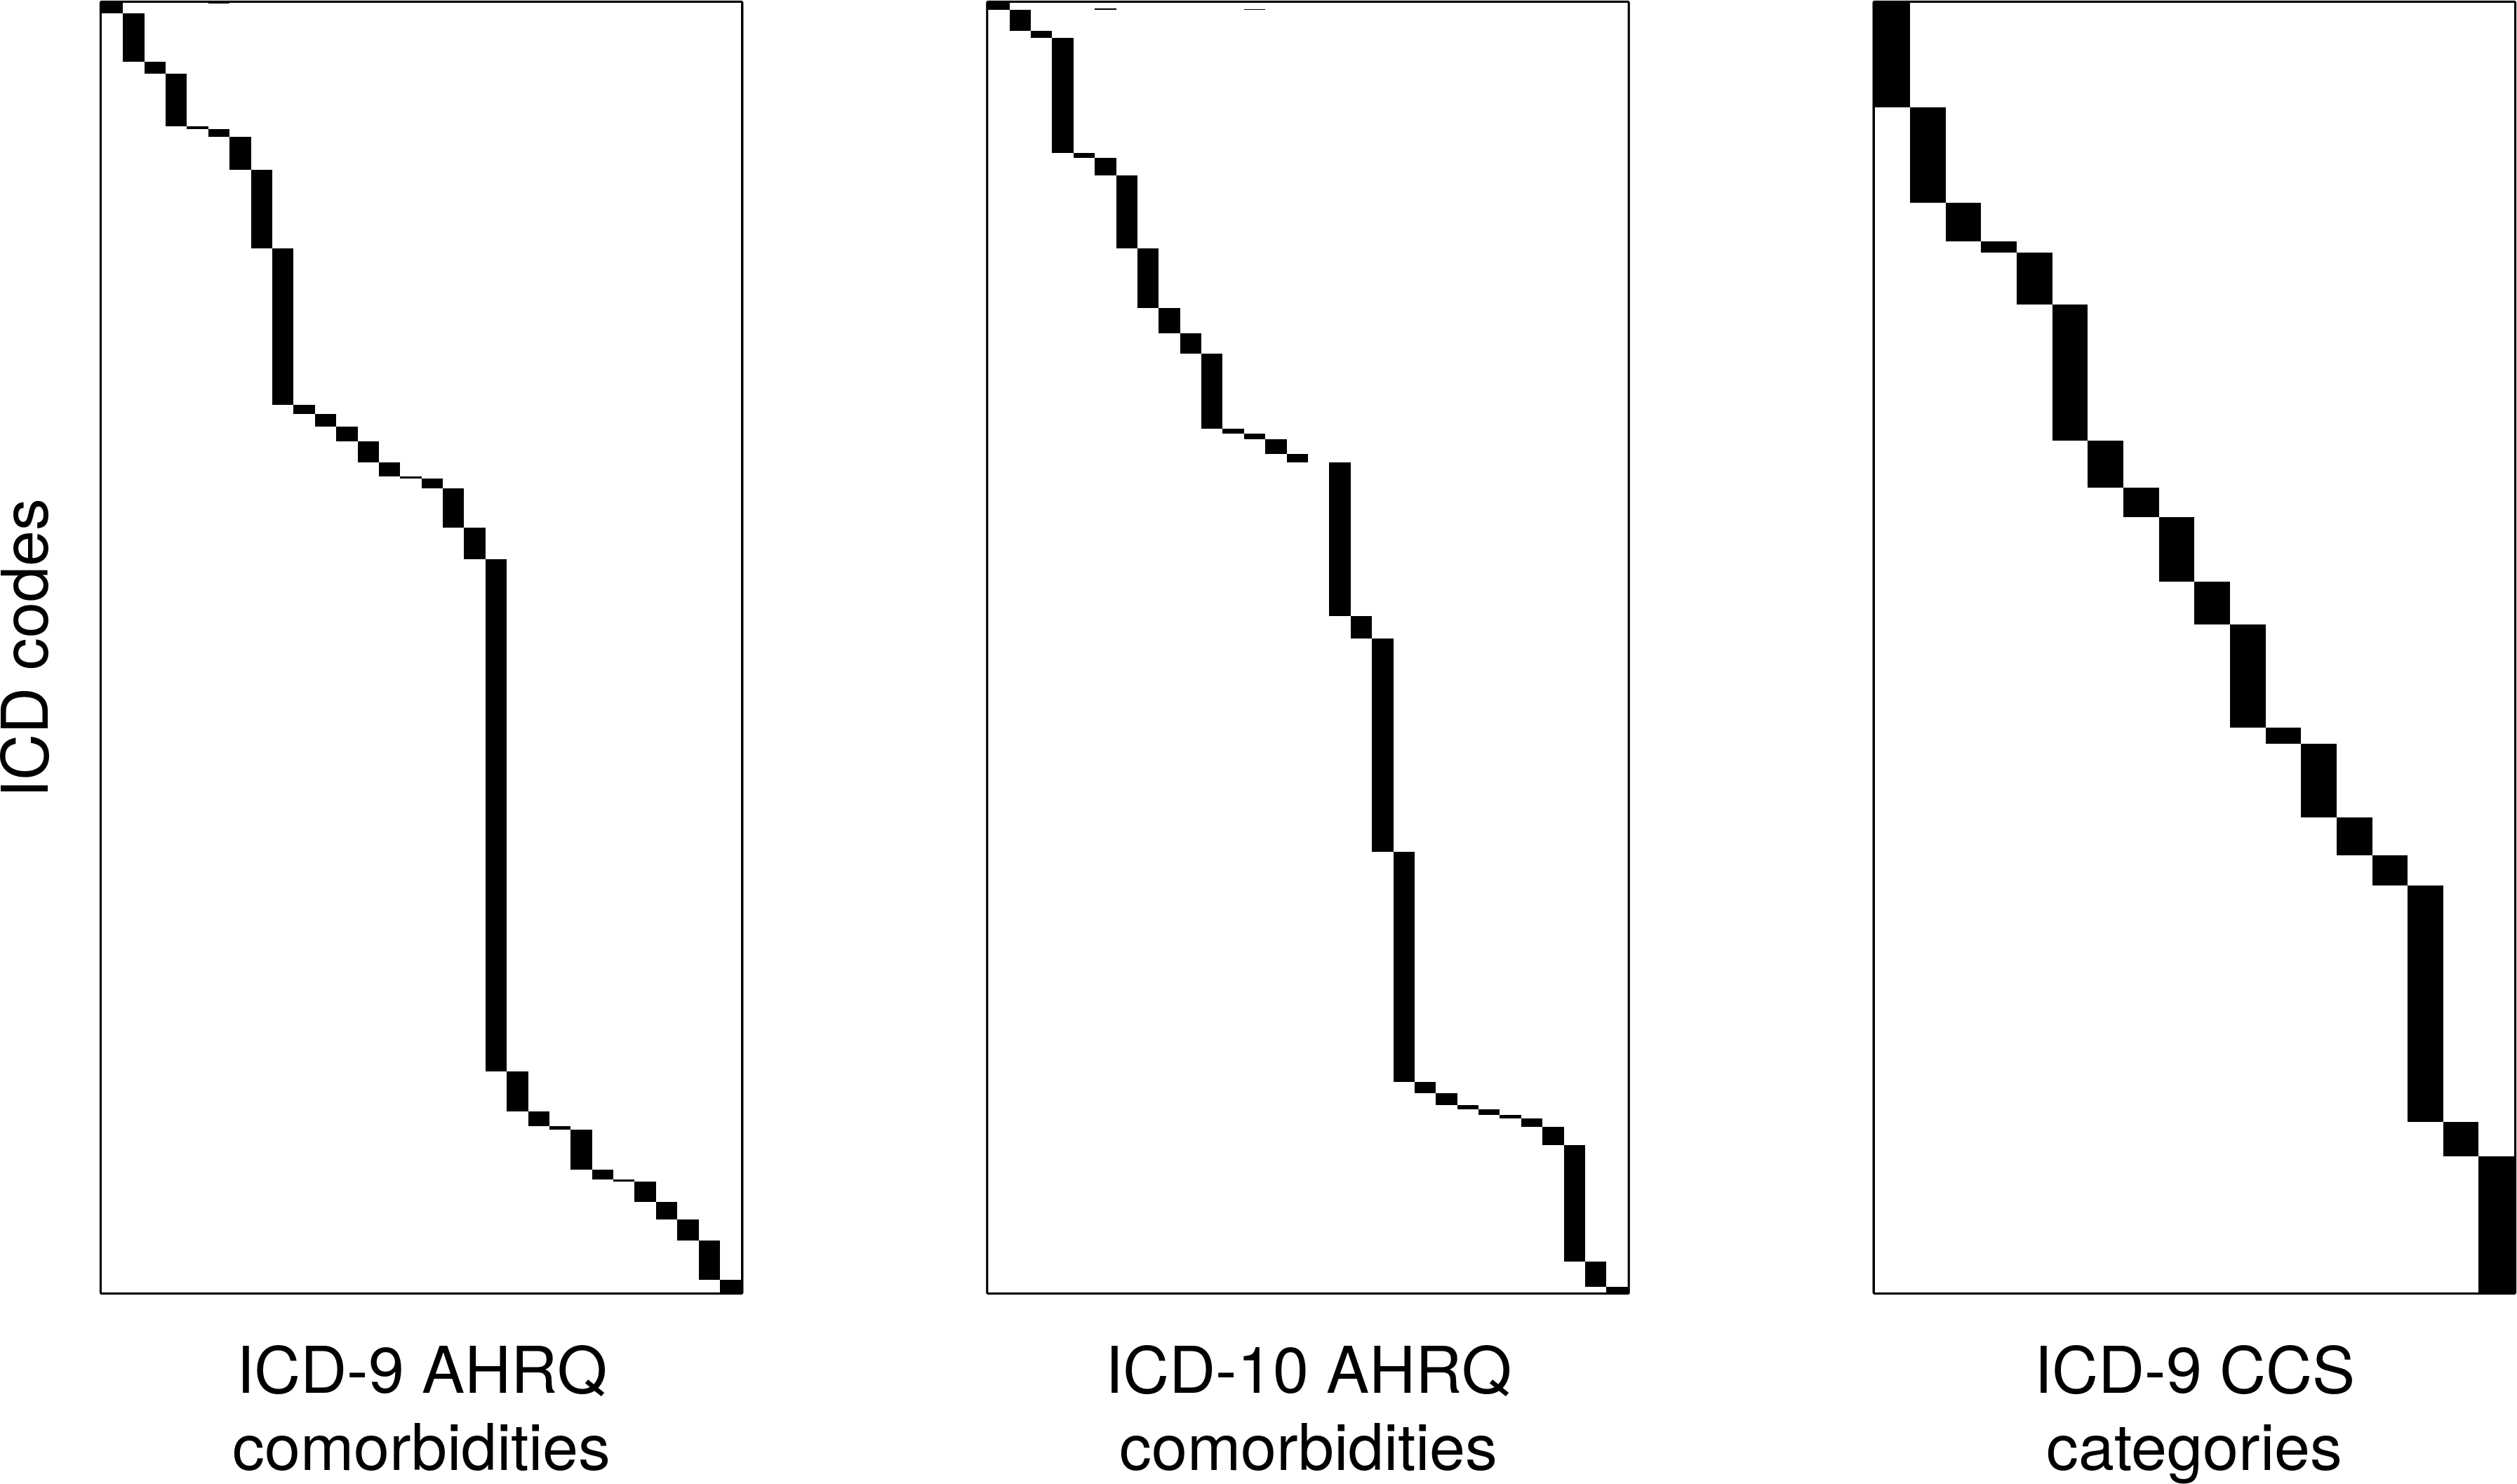 ICD codes
ICD-9 AHRQ
comorbidities
ICD-10 AHRQ
comorbidities
ICD-9 CCS
categories